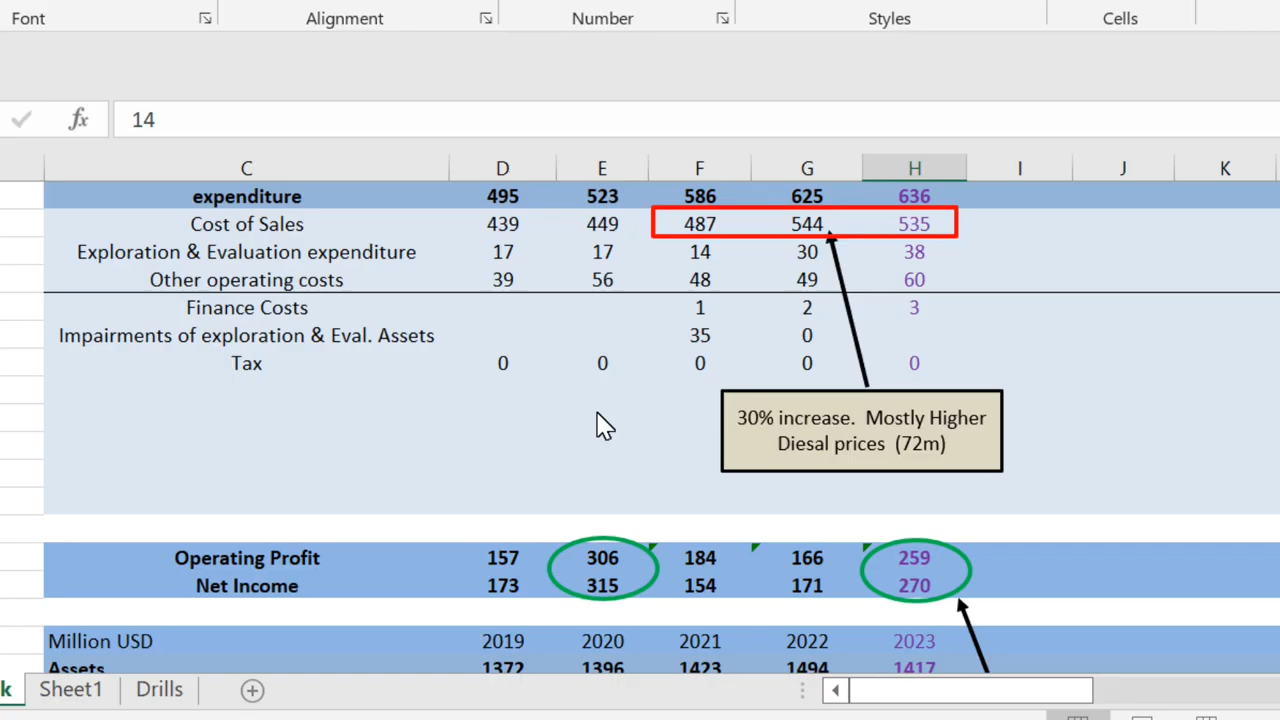 Font Alignment Number Styles Cells
fx 14
C D E F G H I J K
expenditure 495 523 586 625 636
Cost of Sales 439 449 487 544 535
Exploration & Evaluation expenditure 17 17 14 30 38
Other operating costs 39 56 48 49 60
Finance Costs 1 2 3
Impairments of exploration & Eval. Assets 35 0
Tax 0 0 0 0 0
30% increase. Mostly Higher
Diesal prices (72m)
Operating Profit 157 306 184 166 259
Net Income 173 315 154 171 270
Million USD 2019 2020 2021 2022 2023
Assets 1372 1396 1423 1494 1417
k Sheet1 Drills